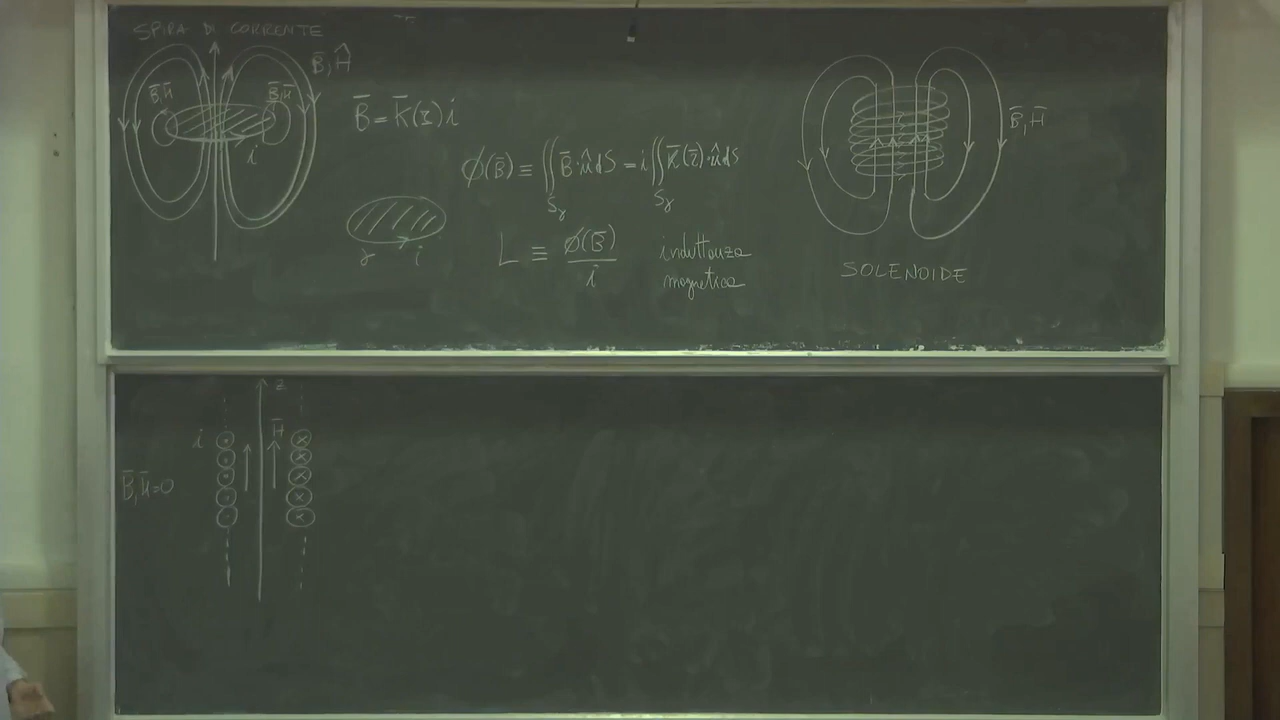 SPIRA DI CORRENTE
B̄, Ĥ
B̄,H̄
B̄,H̄
i
B̄ = K̄(r̄) i
ϕ(B̄) ≡ ∬ B̄·n̂ dS = i ∬ K̄(r̄)·n̂ dS
Sγ Sγ
γ i
L ≡ ϕ(B̄) / i
induttanza
magnetica
B̄, H̄
SOLENOIDE
z
i
H̄
B̄,H̄=0